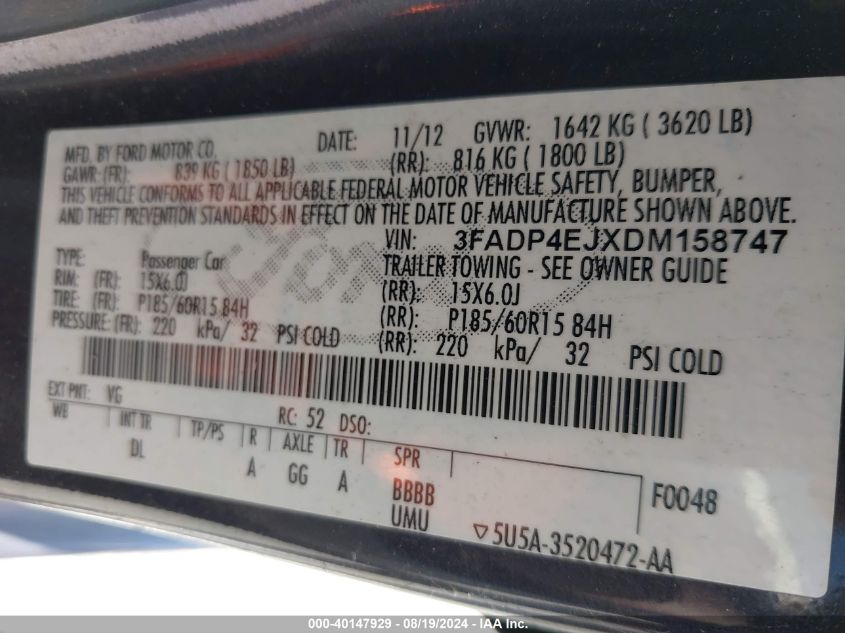 MFD. BY FORD MOTOR CO. DATE: 11/12 GVWR: 1642 KG ( 3620 LB)
GAWR: (FR): 839 KG ( 1850 LB) (RR): 816 KG ( 1800 LB)
THIS VEHICLE CONFORMS TO ALL APPLICABLE FEDERAL MOTOR VEHICLE SAFETY, BUMPER,
AND THEFT PREVENTION STANDARDS IN EFFECT ON THE DATE OF MANUFACTURE SHOWN ABOVE.
VIN: 3FADP4EJXDM158747
TYPE: Passenger Car TRAILER TOWING - SEE OWNER GUIDE
RIM: (FR): 15X6.0J (RR): 15X6.0J
TIRE: (FR): P185/60R15 84H (RR): P185/60R15 84H
PRESSURE: (FR): 220 kPa/ 32 PSI COLD (RR): 220 kPa/ 32 PSI COLD
EXT PNT: VG RC: 52 DSO:
WB INT TR TP/PS R AXLE TR SPR
DL A GG A BBBB F0048
UMU ▽5U5A-3520472-AA
Ford
000-40147929 - 08/19/2024 - IAA Inc.